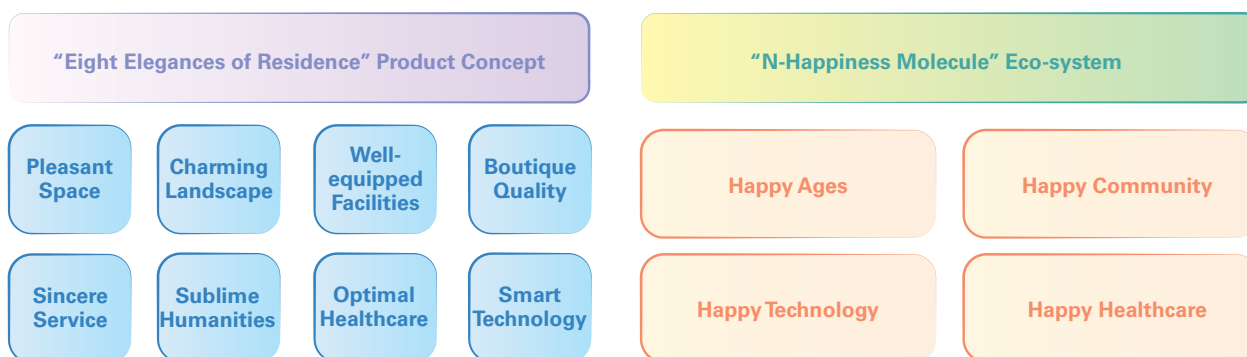 “Eight Elegances of Residence” Product Concept
Pleasant
Space
Charming
Landscape
Well-
equipped
Facilities
Boutique
Quality
Sincere
Service
Sublime
Humanities
Optimal
Healthcare
Smart
Technology
“N-Happiness Molecule” Eco-system
Happy Ages
Happy Community
Happy Technology
Happy Healthcare